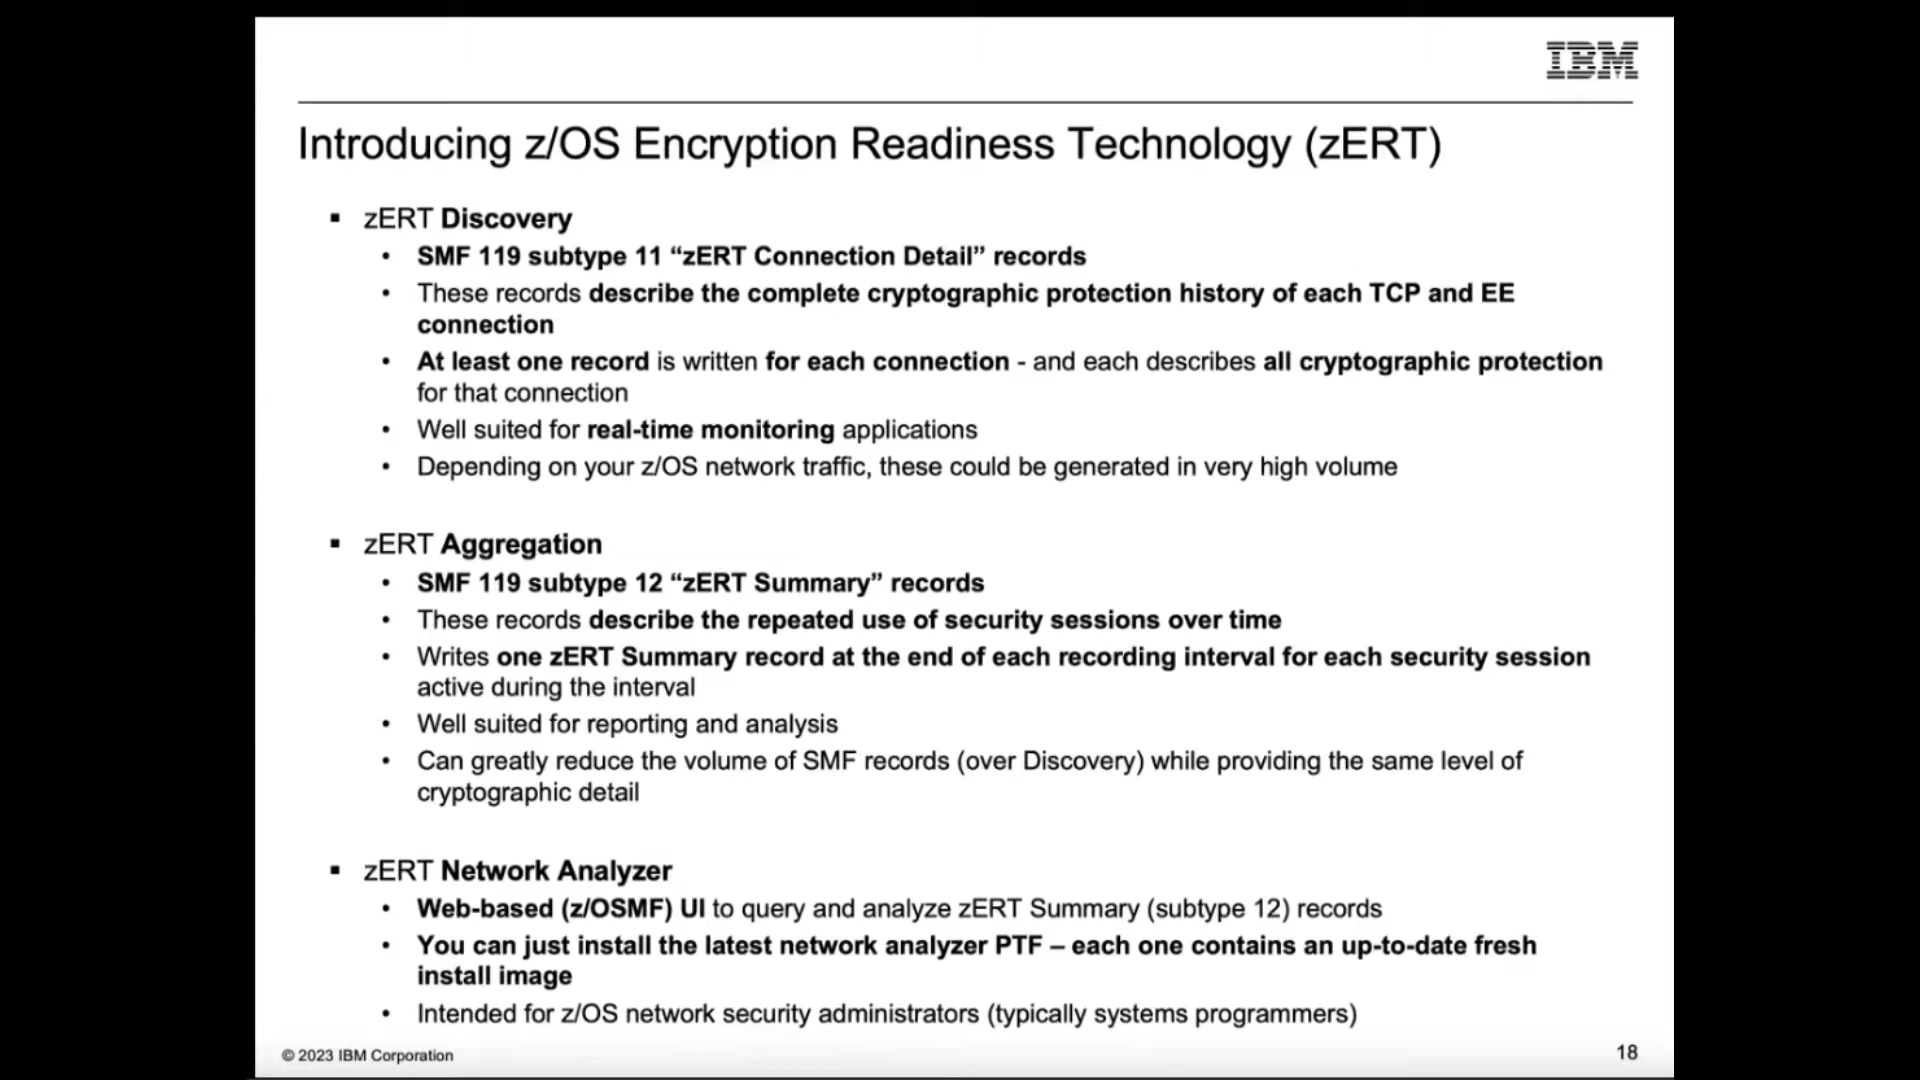 IBM
Introducing z/OS Encryption Readiness Technology (zERT)
▪ zERT Discovery
• SMF 119 subtype 11 “zERT Connection Detail” records
• These records describe the complete cryptographic protection history of each TCP and EE
connection
• At least one record is written for each connection - and each describes all cryptographic protection
for that connection
• Well suited for real-time monitoring applications
• Depending on your z/OS network traffic, these could be generated in very high volume
▪ zERT Aggregation
• SMF 119 subtype 12 “zERT Summary” records
• These records describe the repeated use of security sessions over time
• Writes one zERT Summary record at the end of each recording interval for each security session
active during the interval
• Well suited for reporting and analysis
• Can greatly reduce the volume of SMF records (over Discovery) while providing the same level of
cryptographic detail
▪ zERT Network Analyzer
• Web-based (z/OSMF) UI to query and analyze zERT Summary (subtype 12) records
• You can just install the latest network analyzer PTF – each one contains an up-to-date fresh
install image
• Intended for z/OS network security administrators (typically systems programmers)
© 2023 IBM Corporation
18